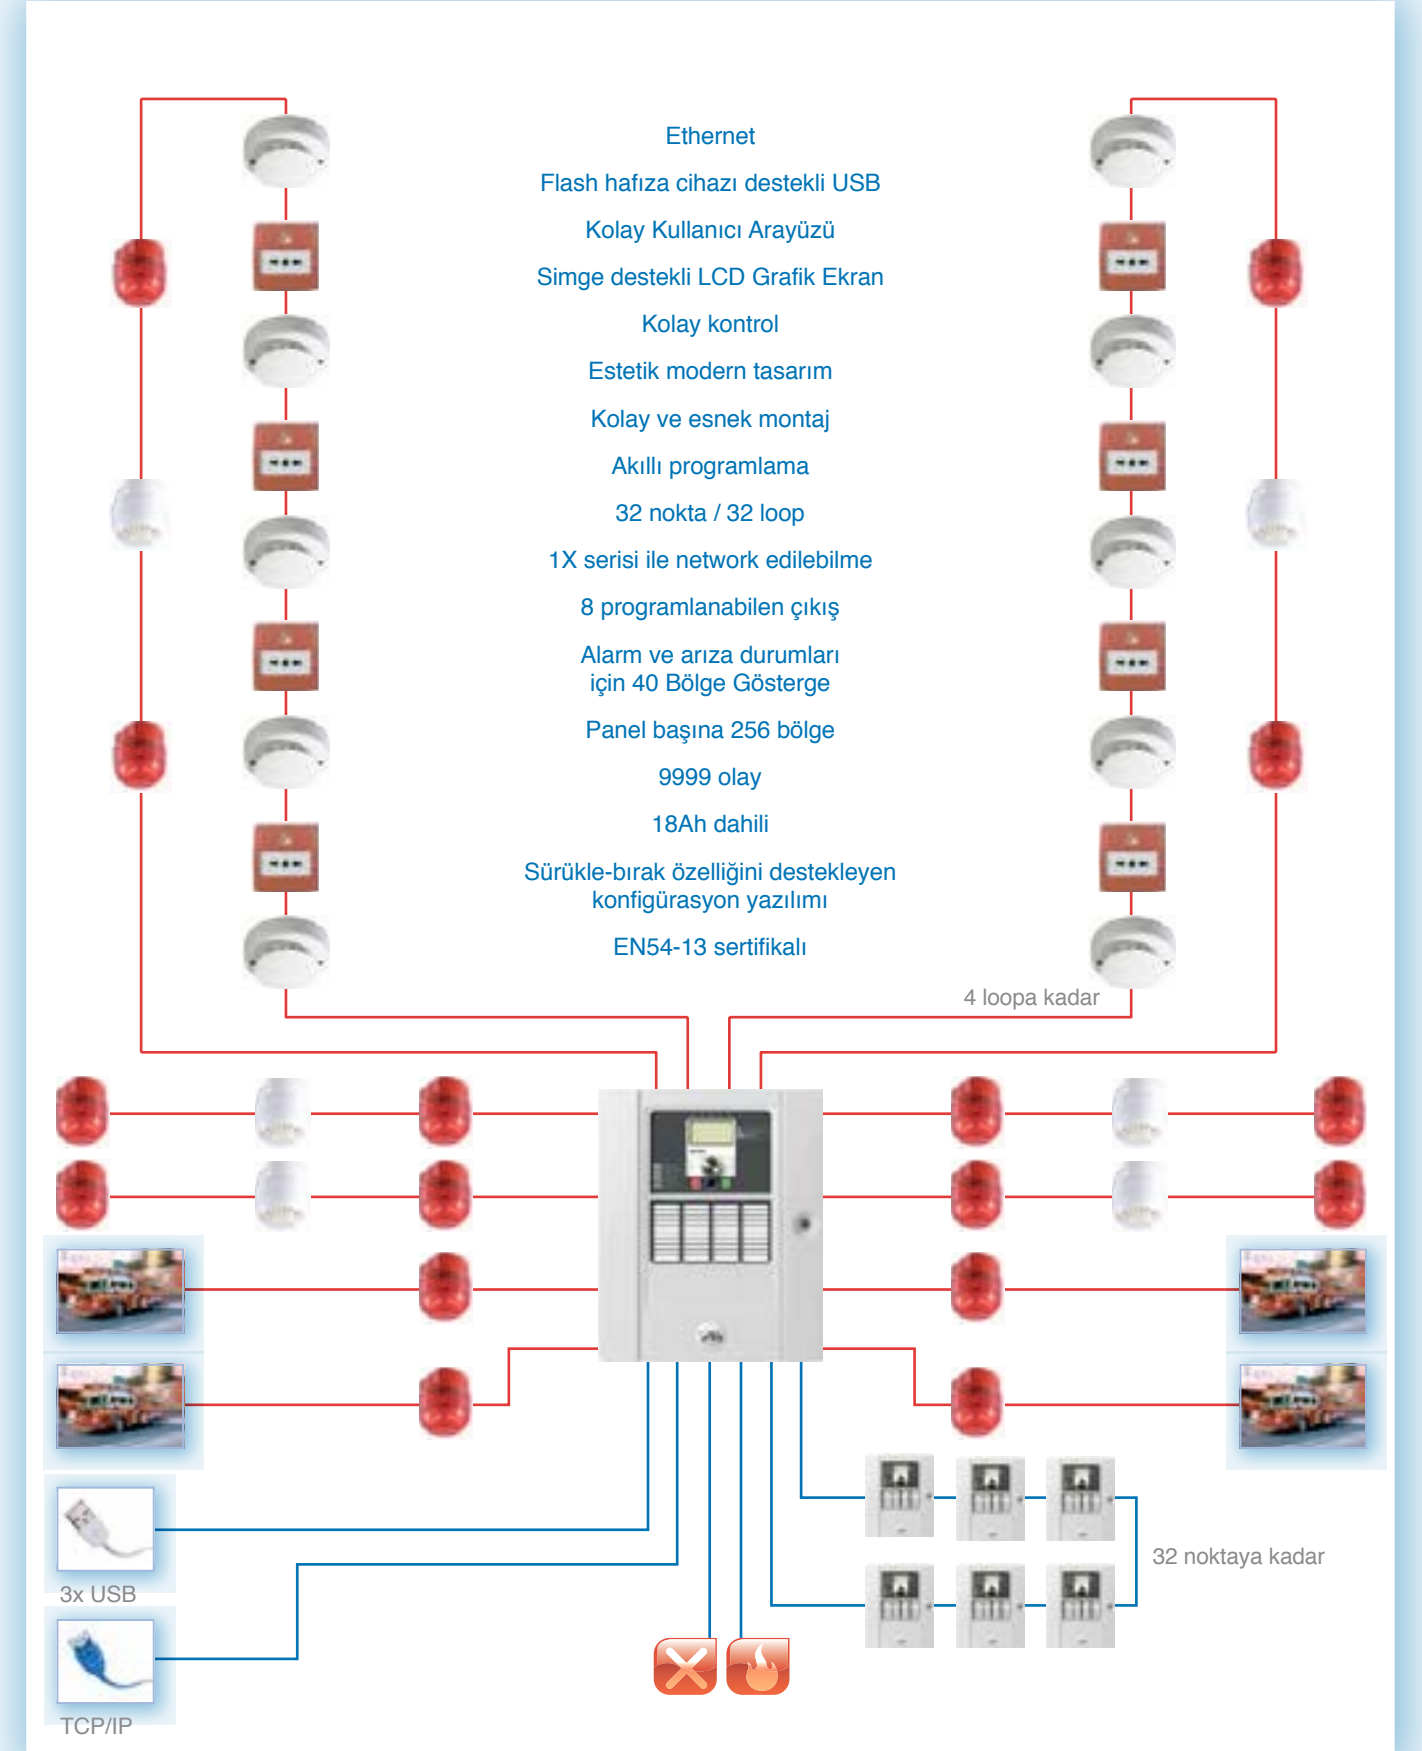 Ethernet
Flash hafıza cihazı destekli USB
Kolay Kullanıcı Arayüzü
Simge destekli LCD Grafik Ekran
Kolay kontrol
Estetik modern tasarım
Kolay ve esnek montaj
Akıllı programlama
32 nokta / 32 loop
1X serisi ile network edilebilme
8 programlanabilen çıkış
Alarm ve arıza durumları
için 40 Bölge Gösterge
Panel başına 256 bölge
9999 olay
18Ah dahili
Sürükle-bırak özelliğini destekleyen
konfigürasyon yazılımı
EN54-13 sertifikalı
4 loopa kadar
32 noktaya kadar
3x USB
TCP/IP